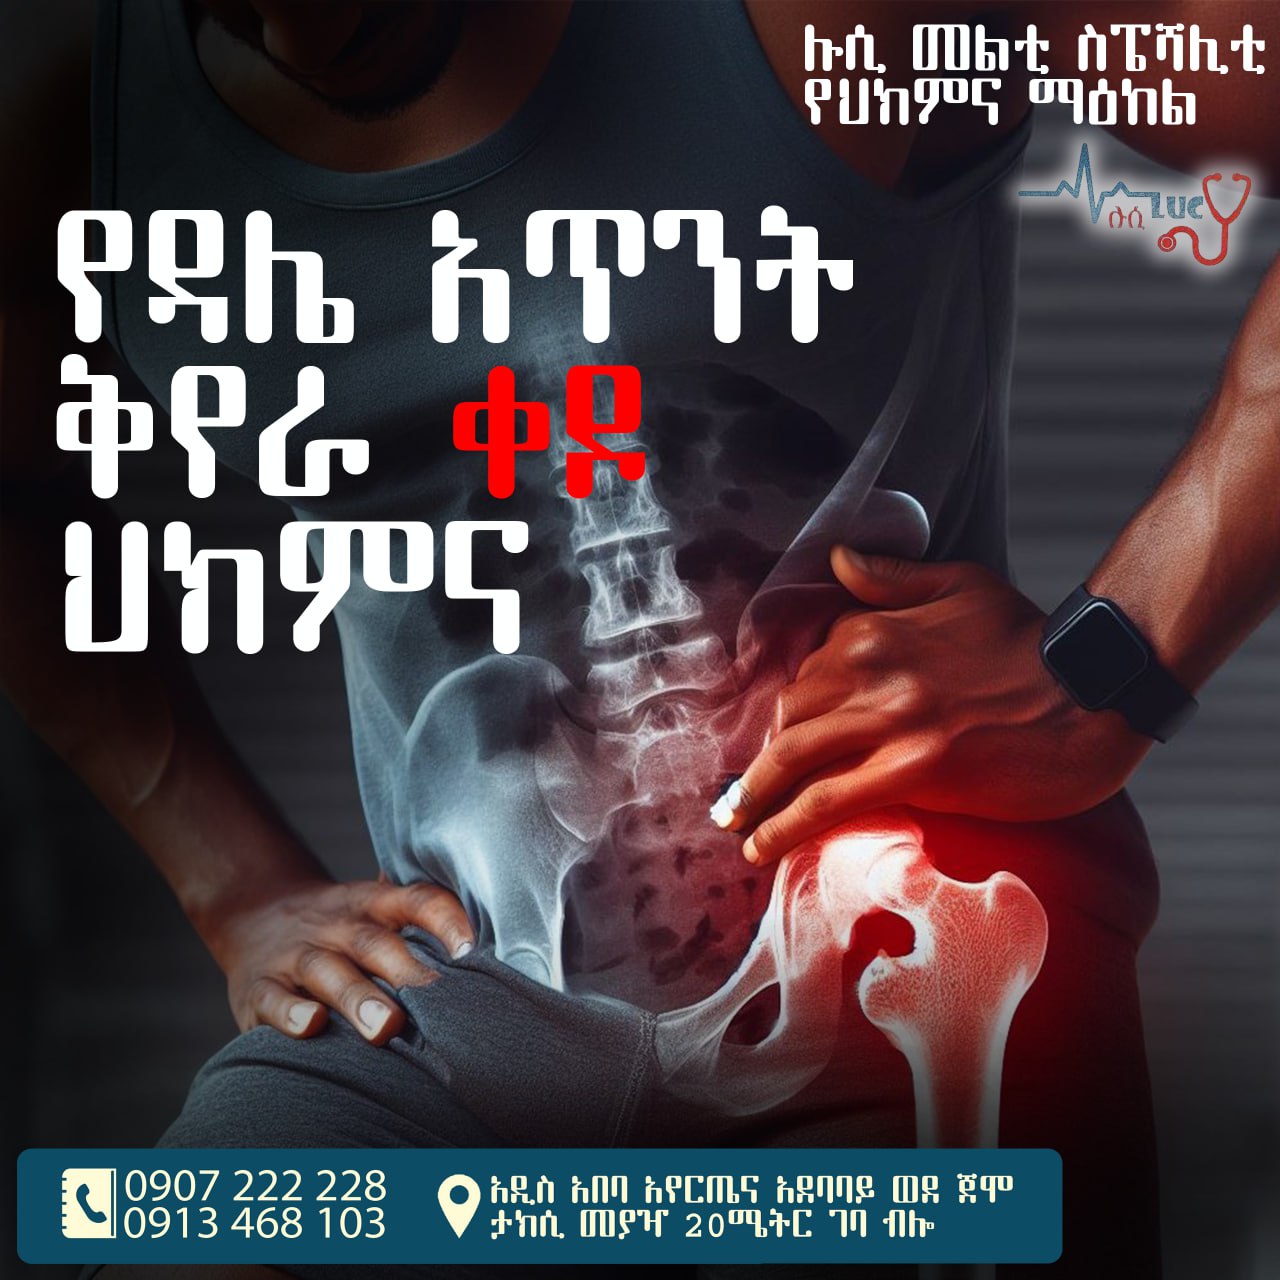 ሉሲ መልቲ ስፔሻሊቲ
የህክምና ማዕከል
ሉሲ LUCY
የዳሌ አጥንት
ቅየራ ቀዶ
ህክምና
0907 222 228
0913 468 103
አዲስ አበባ አየርጤና አደባባይ ወደ ጀሞ
ታክሲ መያዣ 20ሜትር ገባ ብሎ